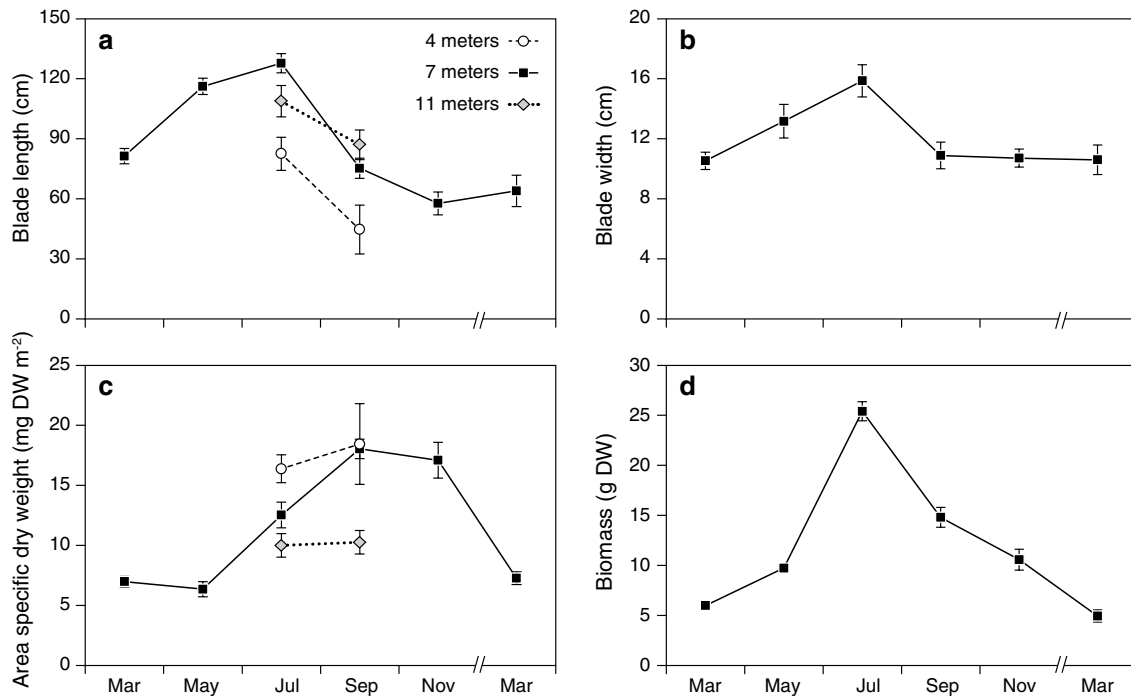 a
4 meters
7 meters
11 meters
150
120
90
60
30
0
Blade length (cm)
b
20
16
12
8
4
0
Blade width (cm)
c
25
20
15
10
5
0
Area specific dry weight (mg DW m⁻²)
Mar May Jul Sep Nov Mar
d
30
25
20
15
10
5
0
Biomass (g DW)
Mar May Jul Sep Nov Mar